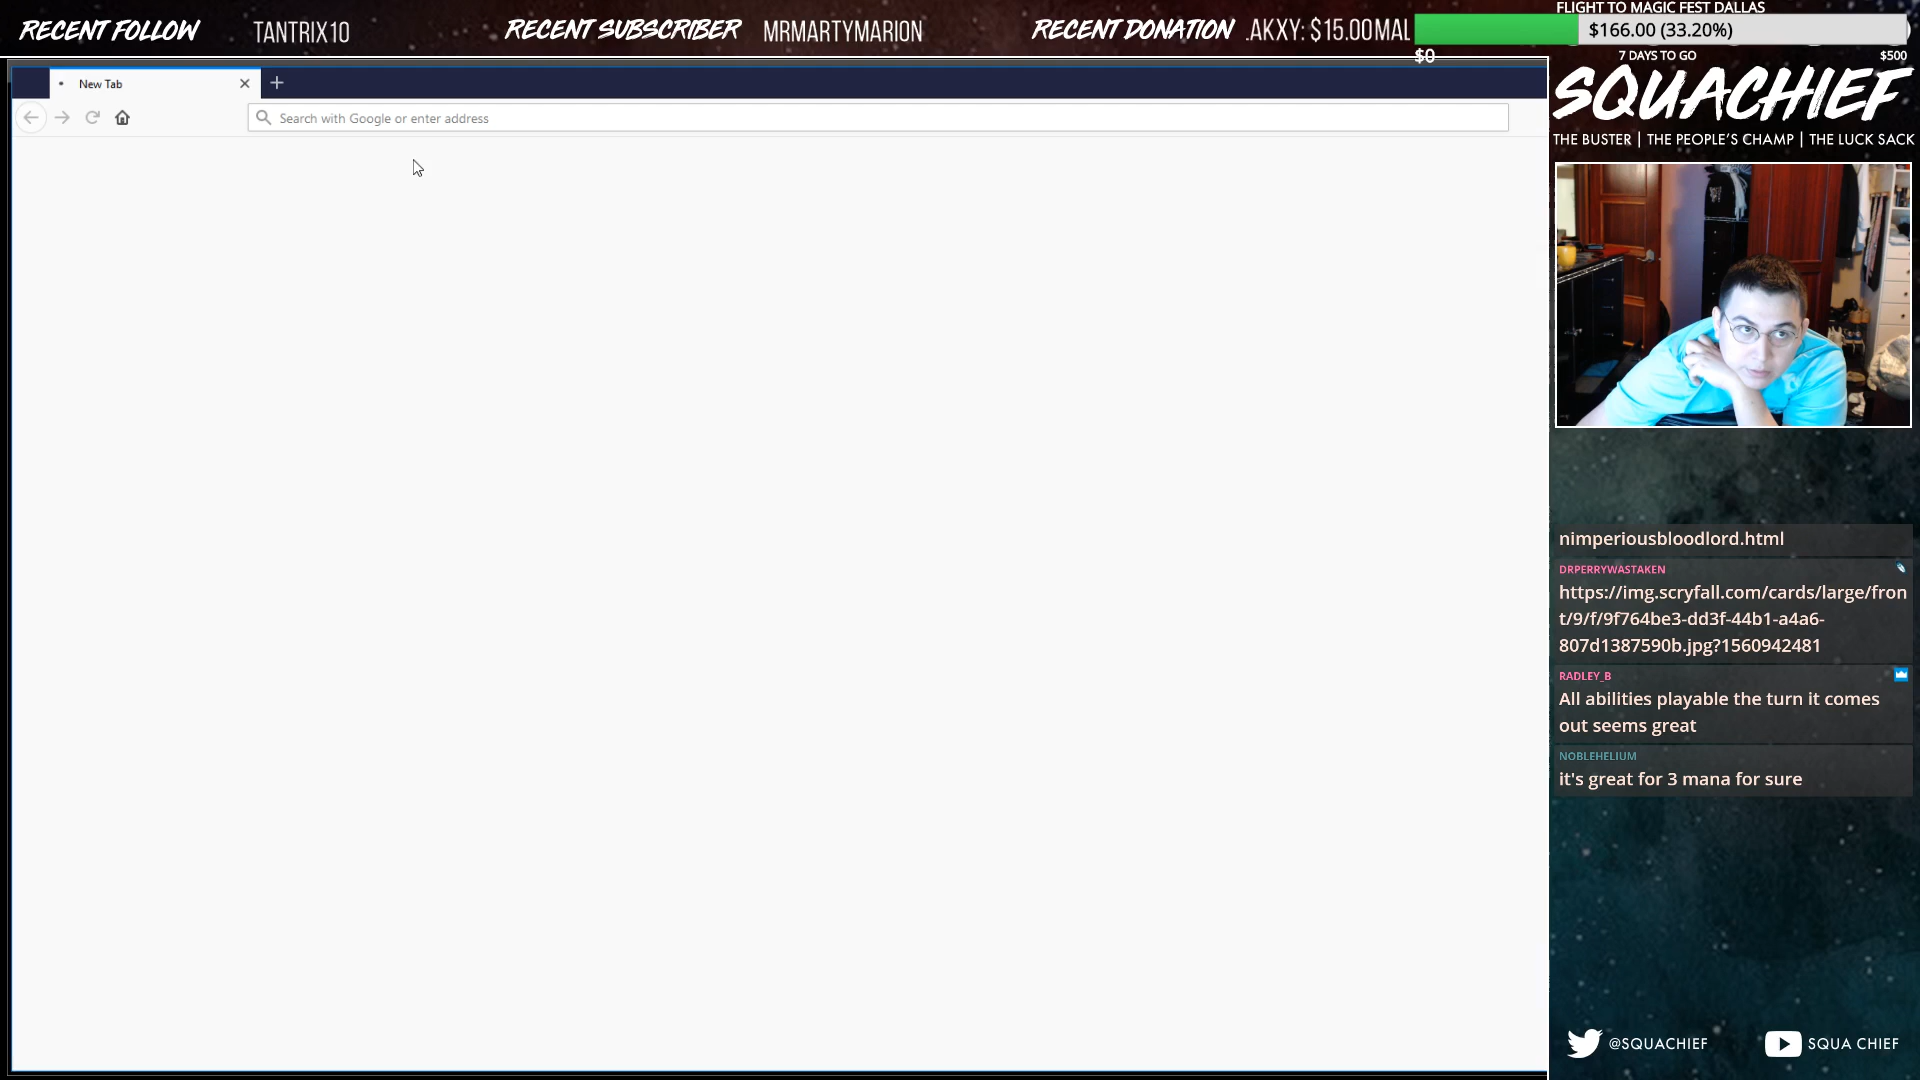 RECENT FOLLOW
TANTRIX10
RECENT SUBSCRIBER
MRMARTYMARION
RECENT DONATION
.AKXY: $15.00MAL
FLIGHT TO MAGIC FEST DALLAS
$166.00 (33.20%)
$0
7 DAYS TO GO
$500
New Tab
Search with Google or enter address
SQUACHIEF
THE BUSTER | THE PEOPLE'S CHAMP | THE LUCK SACK
nimperiousbloodlord.html
DRPERRYWASTAKEN
https://img.scryfall.com/cards/large/fron
t/9/f/9f764be3-dd3f-44b1-a4a6-
807d1387590b.jpg?1560942481
RADLEY_B
All abilities playable the turn it comes
out seems great
NOBLEHELIUM
it's great for 3 mana for sure
@SQUACHIEF
SQUA CHIEF